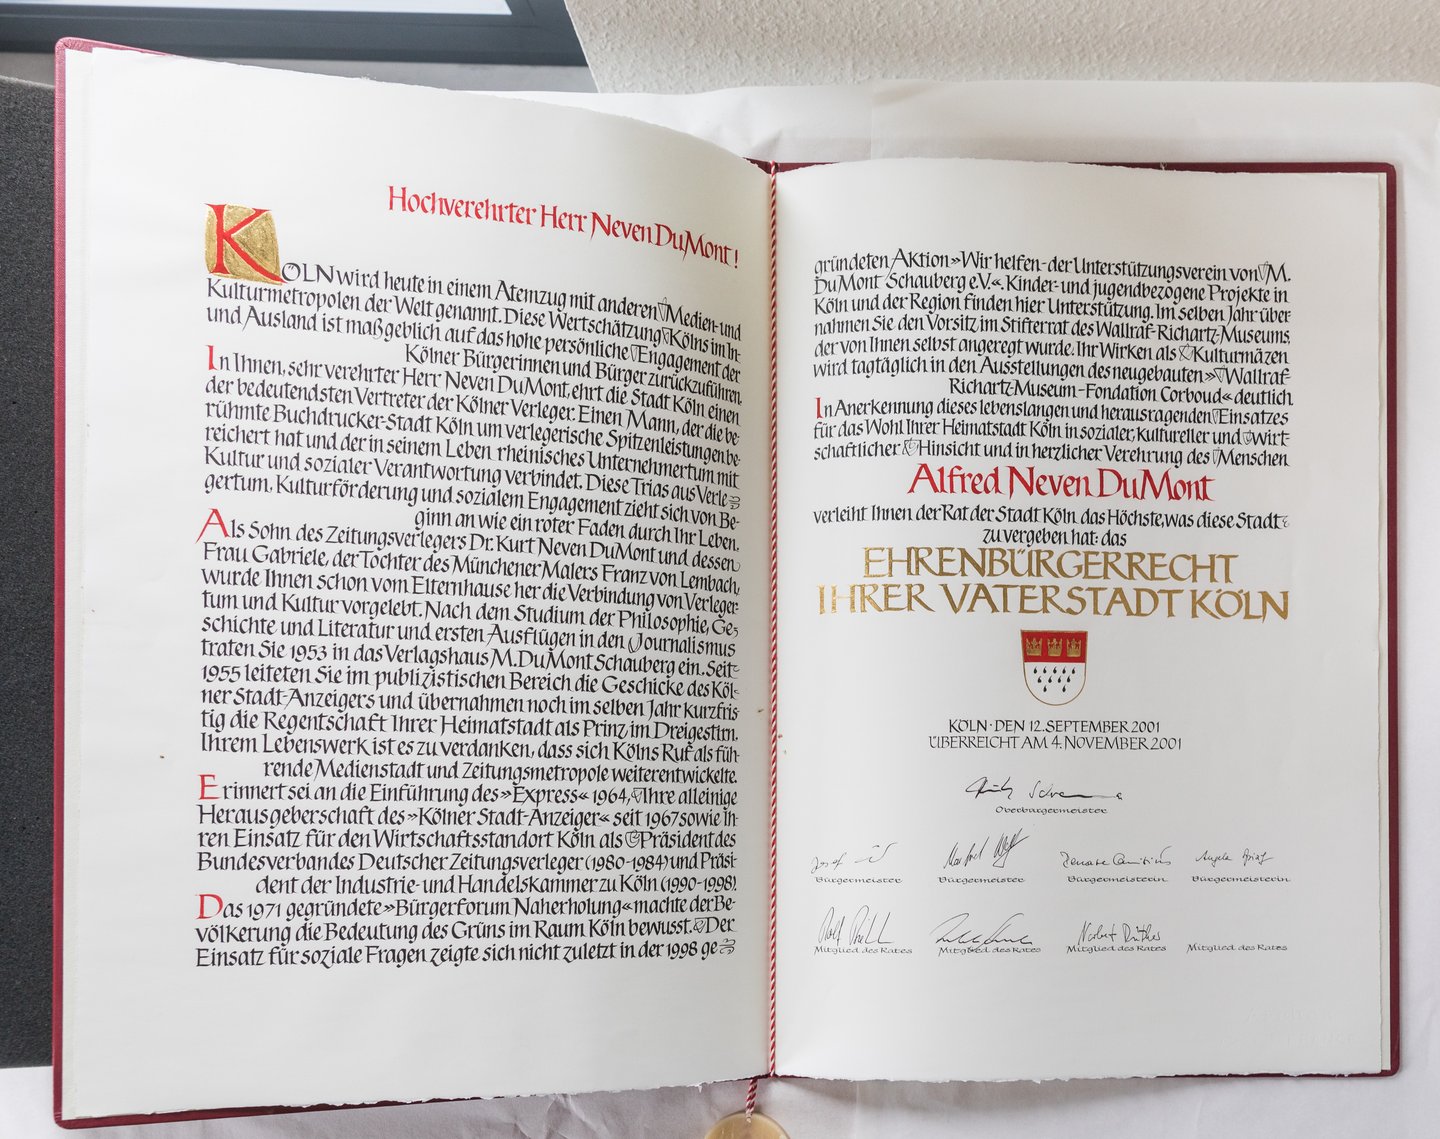 Hochverehrter Herr Neven DuMont!
KÖLN wird heute in einem Atemzug mit anderen Medien- und
Kulturmetropolen der Welt genannt. Diese Wertschätzung Kölns im In-
und Ausland ist maßgeblich auf das hohe persönliche Engagement der
Kölner Bürgerinnen und Bürger zurückzuführen.
In Ihnen, sehr verehrter Herr Neven DuMont, ehrt die Stadt Köln einen
der bedeutendsten Vertreter der Kölner Verleger. Einen Mann, der die be-
rühmte Buchdrucker-Stadt Köln um verlegerische Spitzenleistungen be-
reichert hat und der in seinem Leben rheinisches Unternehmertum mit
Kultur und sozialer Verantwortung verbindet. Diese Trias aus Verle-
gertum, Kulturförderung und sozialem Engagement zieht sich von Be-
ginn an wie ein roter Faden durch Ihr Leben.
Als Sohn des Zeitungsverlegers Dr. Kurt Neven DuMont und dessen
Frau Gabriele, der Tochter des Münchener Malers Franz von Lembach,
wurde Ihnen schon vom Elternhause her die Verbindung von Verleger-
tum und Kultur vorgelebt. Nach dem Studium der Philosophie, Ge-
schichte und Literatur und ersten Ausflügen in den Journalismus
traten Sie 1953 in das Verlagshaus M. DuMont Schauberg ein. Seit
1955 leiteten Sie im publizistischen Bereich die Geschicke des Köl-
ner Stadt-Anzeigers und übernahmen noch im selben Jahr kurzfris-
tig die Regentschaft Ihrer Heimatstadt als Prinz im Dreigestirn.
Ihrem Lebenswerk ist es zu verdanken, dass sich Kölns Ruf als füh-
rende Medienstadt und Zeitungsmetropole weiterentwickelte.
Erinnert sei an die Einführung des »Express« 1964, Ihre alleinige
Herausgeberschaft des »Kölner Stadt-Anzeiger« seit 1967 sowie Ih-
ren Einsatz für den Wirtschaftsstandort Köln als Präsident des
Bundesverbandes Deutscher Zeitungsverleger (1980-1984) und Präsi-
dent der Industrie- und Handelskammer zu Köln (1990-1998).
Das 1971 gegründete »Bürgerforum Naherholung« machte der Be-
völkerung die Bedeutung des Grüns im Raum Köln bewusst. Der
Einsatz für soziale Fragen zeigte sich nicht zuletzt in der 1998 ge-
gründeten Aktion »Wir helfen - der Unterstützungsverein von M.
DuMont Schauberg e.V.«. Kinder- und jugendbezogene Projekte in
Köln und der Region finden hier Unterstützung. Im selben Jahr über-
nahmen Sie den Vorsitz im Stifterrat des Wallraf-Richartz-Museums,
der von Ihnen selbst angeregt wurde. Ihr Wirken als Kulturmäzen
wird tagtäglich in den Ausstellungen des neugebauten »Wallraf-
Richartz-Museum - Fondation Corboud« deutlich.
In Anerkennung dieses lebenslangen und herausragenden Einsatzes
für das Wohl Ihrer Heimatstadt Köln in sozialer, kultureller und wirt-
schaftlicher Hinsicht und in herzlicher Verehrung des Menschen
Alfred Neven DuMont
verleiht Ihnen der Rat der Stadt Köln das Höchste, was diese Stadt
zu vergeben hat: das
EHRENBÜRGERRECHT
IHRER VATERSTADT KÖLN
KÖLN · DEN 12. SEPTEMBER 2001
ÜBERREICHT AM 4. NOVEMBER 2001
Oberbürgermeister
Bürgermeister Bürgermeister Bürgermeisterin Bürgermeisterin
Mitglied des Rates Mitglied des Rates Mitglied des Rates Mitglied des Rates